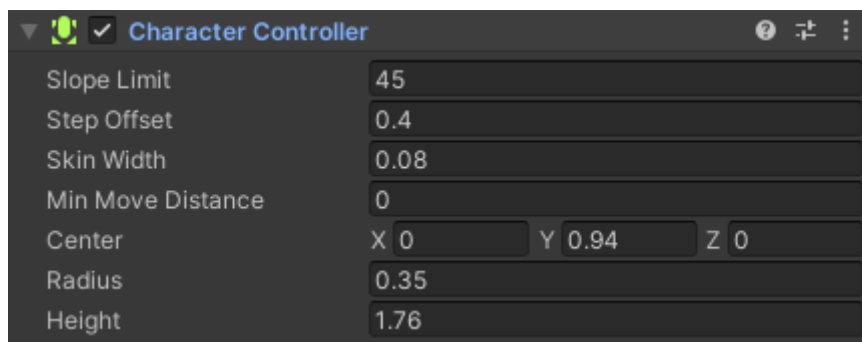 Character Controller
Slope Limit 45
Step Offset 0.4
Skin Width 0.08
Min Move Distance 0
Center X 0 Y 0.94 Z 0
Radius 0.35
Height 1.76